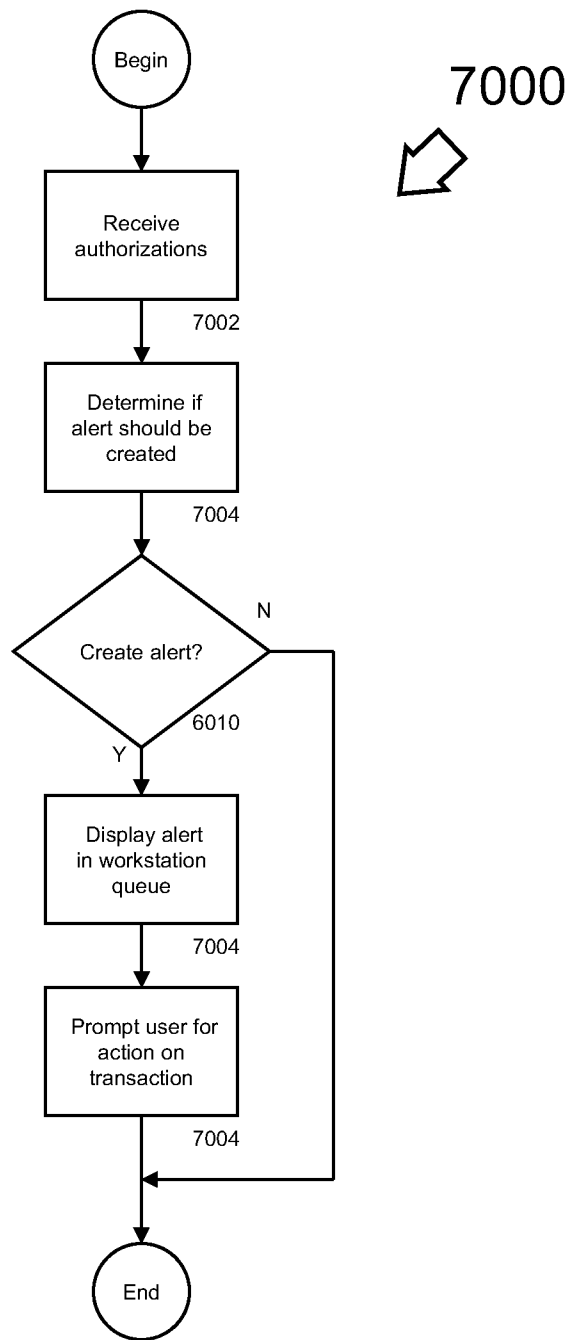 Begin
7000
Receive
authorizations
7002
Determine if
alert should be
created
7004
N
Create alert?
6010
Y
Display alert
in workstation
queue
7004
Prompt user for
action on
transaction
7004
End